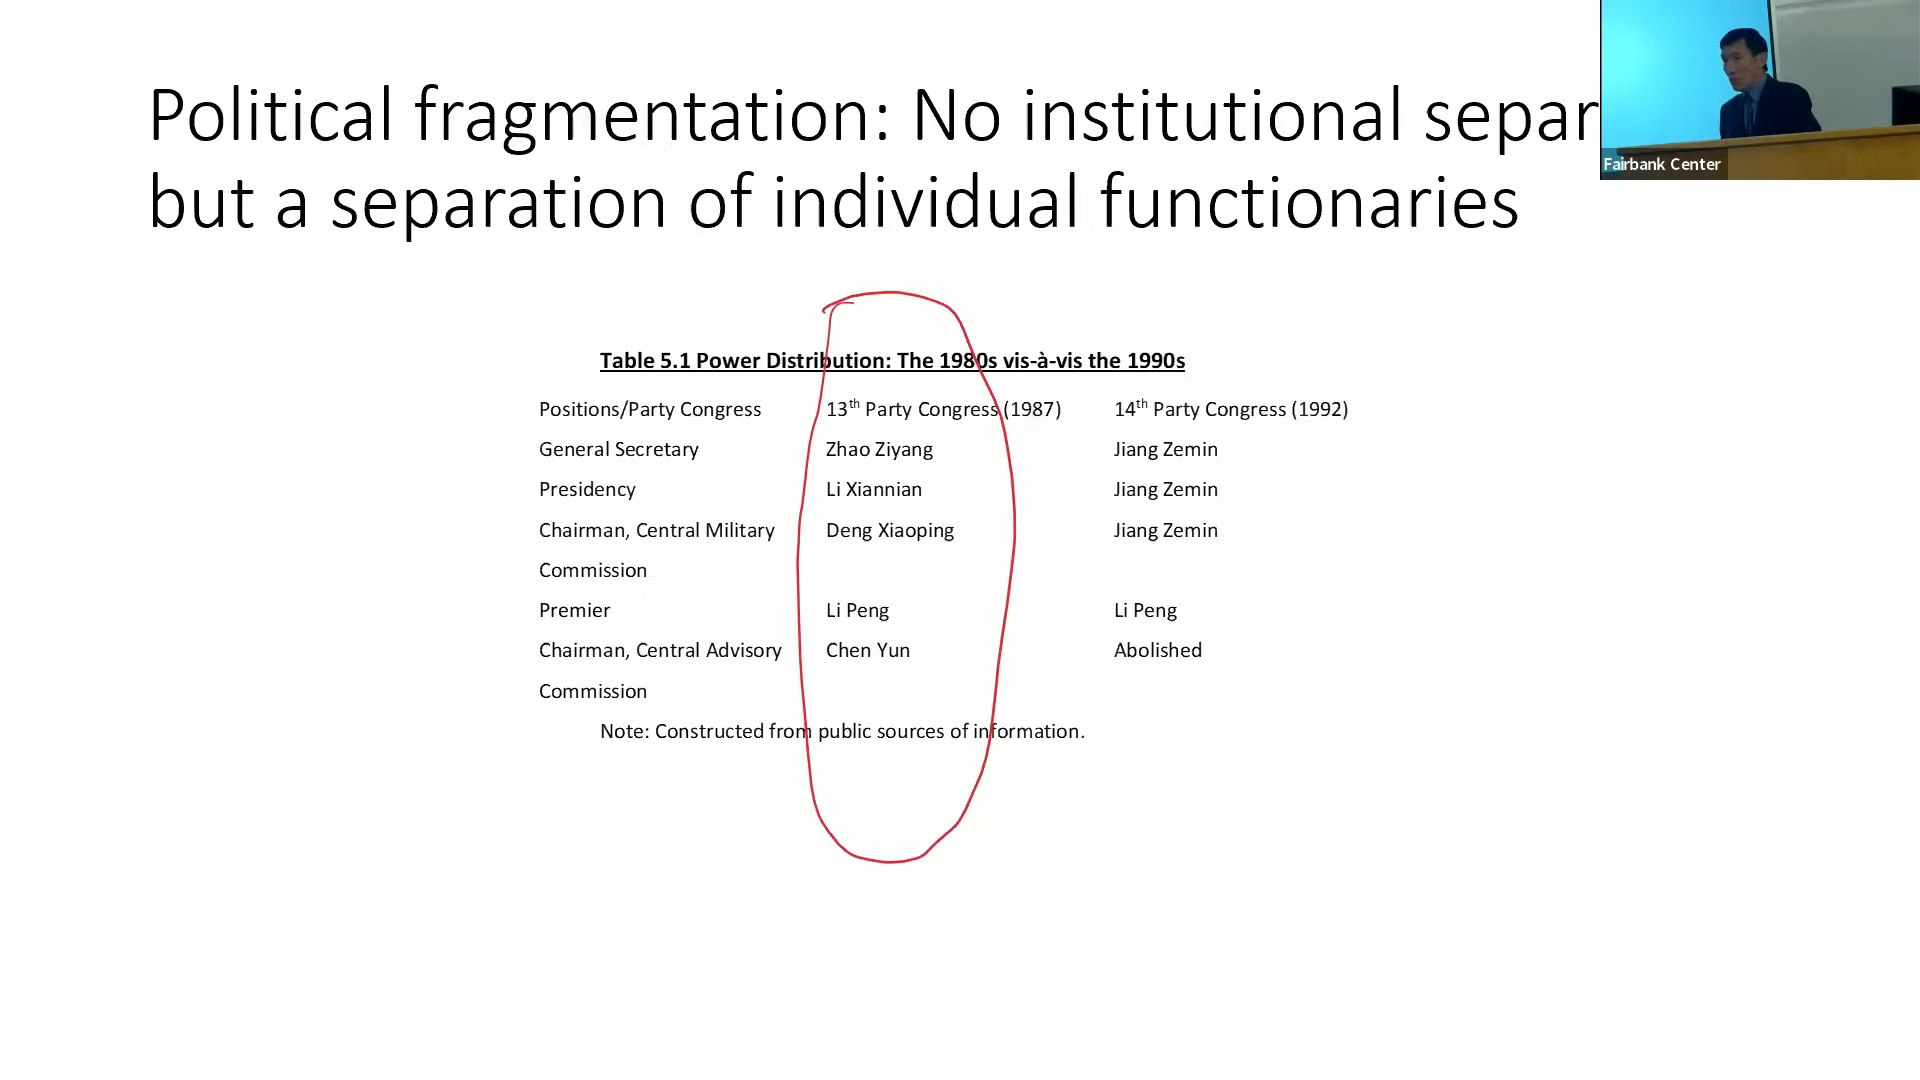 Political fragmentation: No institutional separ
but a separation of individual functionaries
Fairbank Center
Table 5.1 Power Distribution: The 1980s vis-à-vis the 1990s
Positions/Party Congress 13th Party Congress (1987) 14th Party Congress (1992)
General Secretary Zhao Ziyang Jiang Zemin
Presidency Li Xiannian Jiang Zemin
Chairman, Central Military Deng Xiaoping Jiang Zemin
Commission
Premier Li Peng Li Peng
Chairman, Central Advisory Chen Yun Abolished
Commission
Note: Constructed from public sources of information.